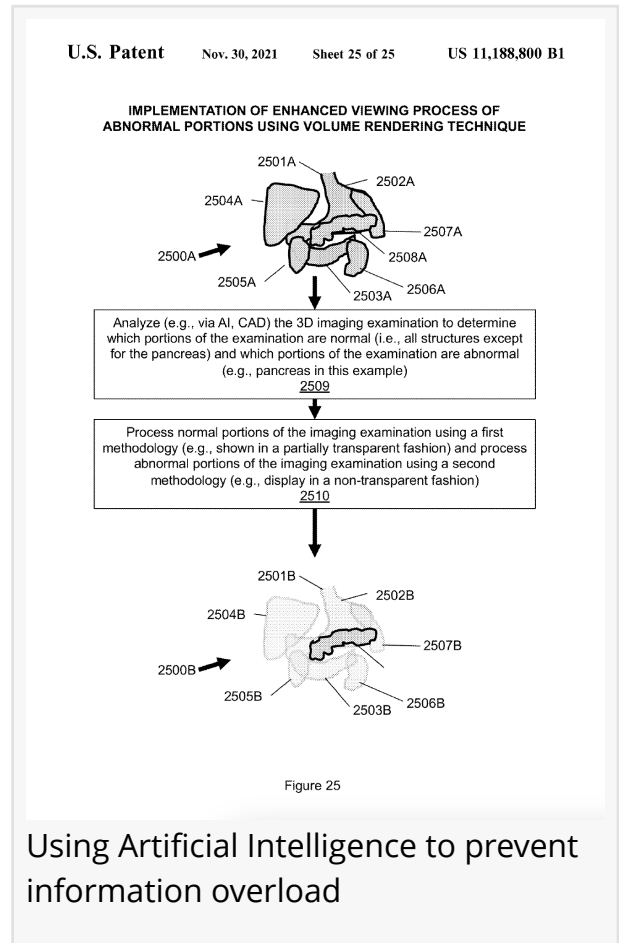 U.S. Patent Nov. 30, 2021 Sheet 25 of 25 US 11,188,800 B1
IMPLEMENTATION OF ENHANCED VIEWING PROCESS OF
ABNORMAL PORTIONS USING VOLUME RENDERING TECHNIQUE
2501A
2502A
2504A
2507A
2508A
2500A
2505A
2506A
2503A
Analyze (e.g., via AI, CAD) the 3D imaging examination to determine
which portions of the examination are normal (i.e., all structures except
for the pancreas) and which portions of the examination are abnormal
(e.g., pancreas in this example)
2509
Process normal portions of the imaging examination using a first
methodology (e.g., shown in a partially transparent fashion) and process
abnormal portions of the imaging examination using a second
methodology (e.g., display in a non-transparent fashion)
2510
2501B
2502B
2504B
2507B
2500B
2505B
2506B
2503B
Figure 25
Using Artificial Intelligence to prevent
information overload